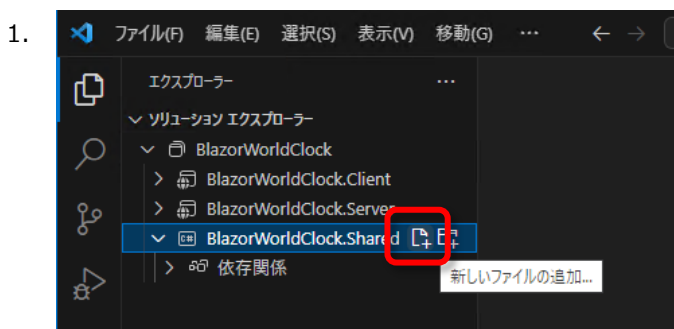 1.
ファイル(F) 編集(E) 選択(S) 表示(V) 移動(G) … ← →
エクスプローラー …
ソリューション エクスプローラー
BlazorWorldClock
BlazorWorldClock.Client
BlazorWorldClock.Server
BlazorWorldClock.Shared
依存関係
新しいファイルの追加...